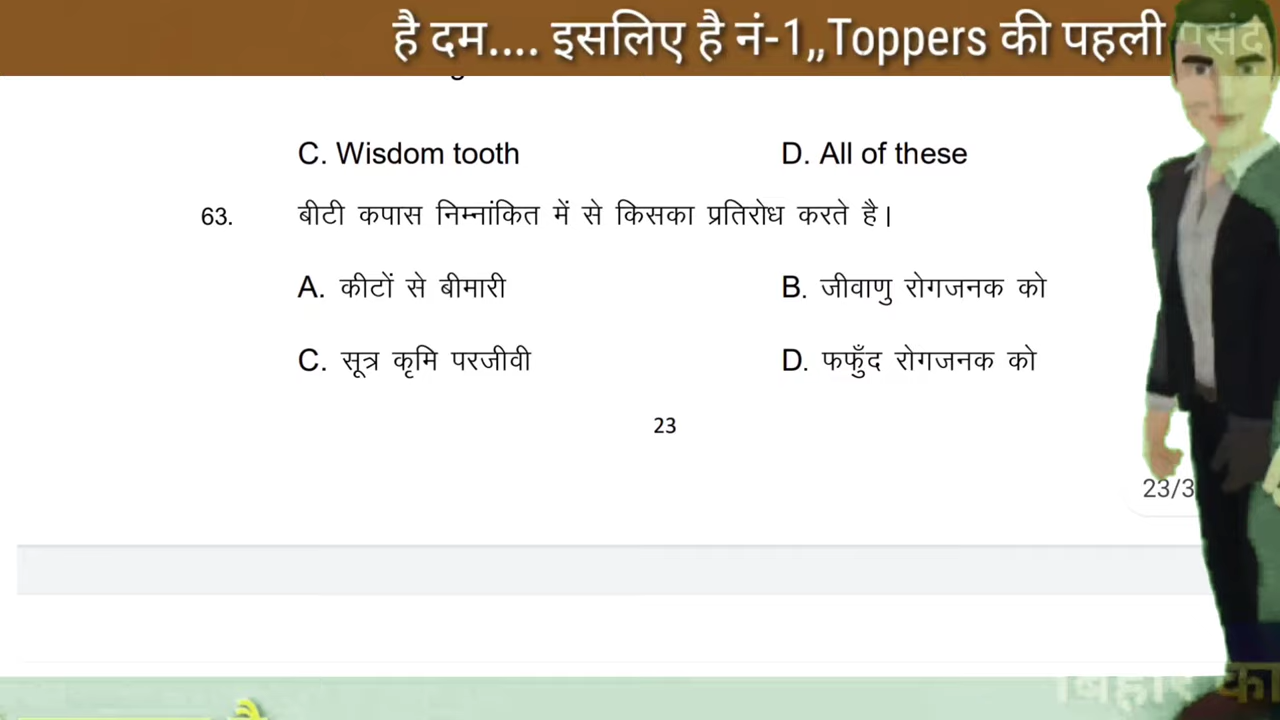 है दम.... इसलिए है नं-1,,Toppers की पहली पसंद
C. Wisdom tooth
D. All of these
63. बीटी कपास निम्नांकित में से किसका प्रतिरोध करते है।
A. कीटों से बीमारी
B. जीवाणु रोगजनक को
C. सूत्र कृमि परजीवी
D. फफुँद रोगजनक को
23
23/3
बिहार का
है